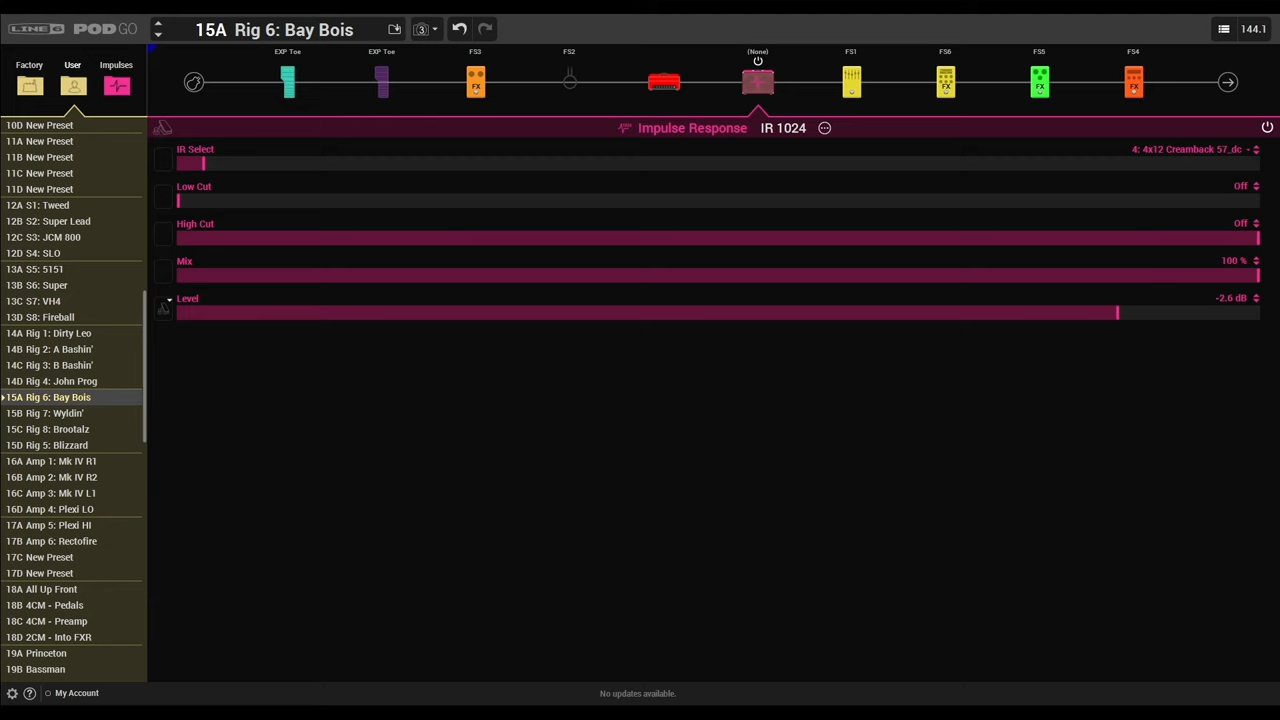 LINE 6 POD GO
15A Rig 6: Bay Bois
3
144.1
Factory
User
Impulses
EXP Toe
EXP Toe
FS3
FS2
(None)
FS1
FS6
FS5
FS4
FX
FX
FX
FX
Impulse Response IR 1024
IR Select
4: 4x12 Creamback 57_dc
Low Cut
Off
High Cut
Off
Mix
100 %
Level
-2.6 dB
10D New Preset
11A New Preset
11B New Preset
11C New Preset
11D New Preset
12A S1: Tweed
12B S2: Super Lead
12C S3: JCM 800
12D S4: SLO
13A S5: 5151
13B S6: Super
13C S7: VH4
13D S8: Fireball
14A Rig 1: Dirty Leo
14B Rig 2: A Bashin'
14C Rig 3: B Bashin'
14D Rig 4: John Prog
15A Rig 6: Bay Bois
15B Rig 7: Wyldin'
15C Rig 8: Brootalz
15D Rig 5: Blizzard
16A Amp 1: Mk IV R1
16B Amp 2: Mk IV R2
16C Amp 3: Mk IV L1
16D Amp 4: Plexi LO
17A Amp 5: Plexi HI
17B Amp 6: Rectofire
17C New Preset
17D New Preset
18A All Up Front
18B 4CM - Pedals
18C 4CM - Preamp
18D 2CM - Into FXR
19A Princeton
19B Bassman
? My Account
No updates available.